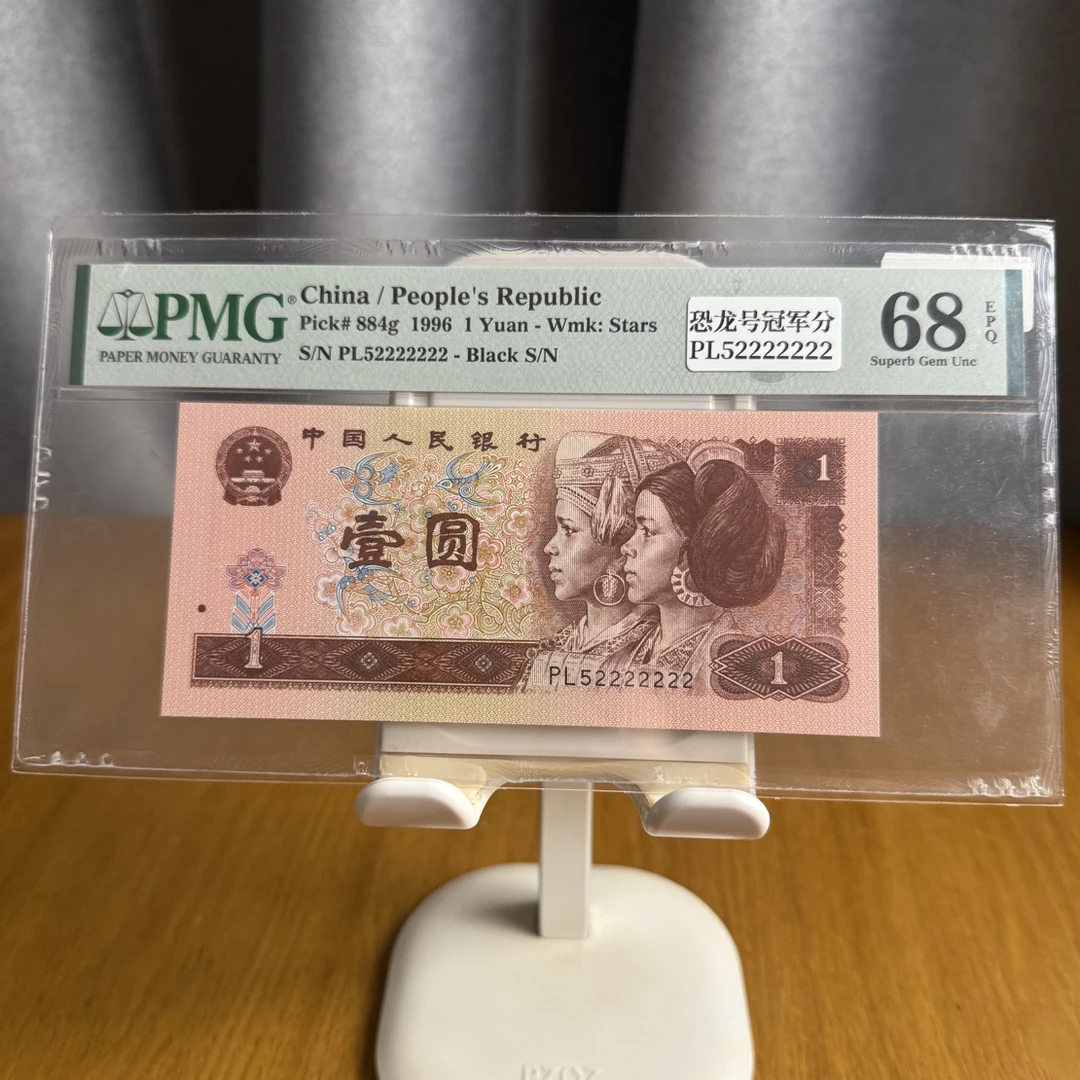 PMG®
PAPER MONEY GUARANTY
China / People's Republic
Pick# 884g 1996 1 Yuan - Wmk: Stars
S/N PL52222222 - Black S/N
恐龙号冠军分
PL52222222
68
EPQ
Superb Gem Unc
中国人民银行
1
壹圆
1
PL52222222
1